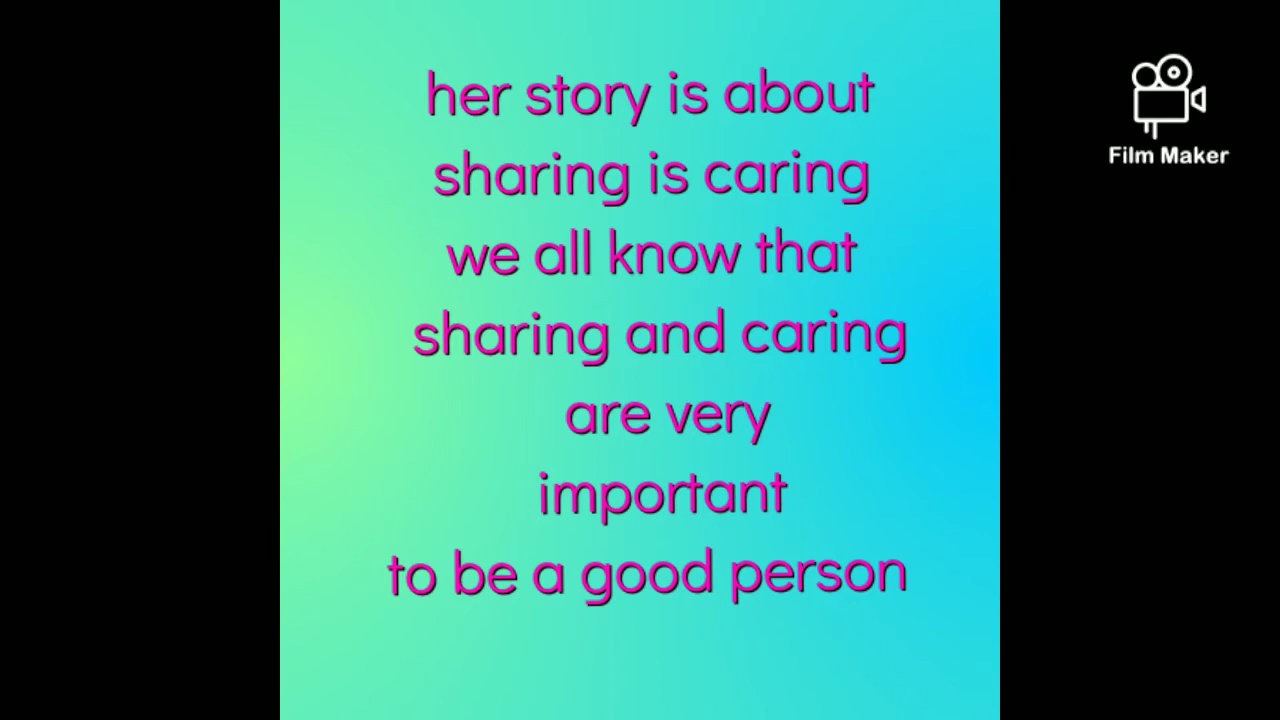 her story is about
sharing is caring
we all know that
sharing and caring
are very
important
to be a good person
Film Maker